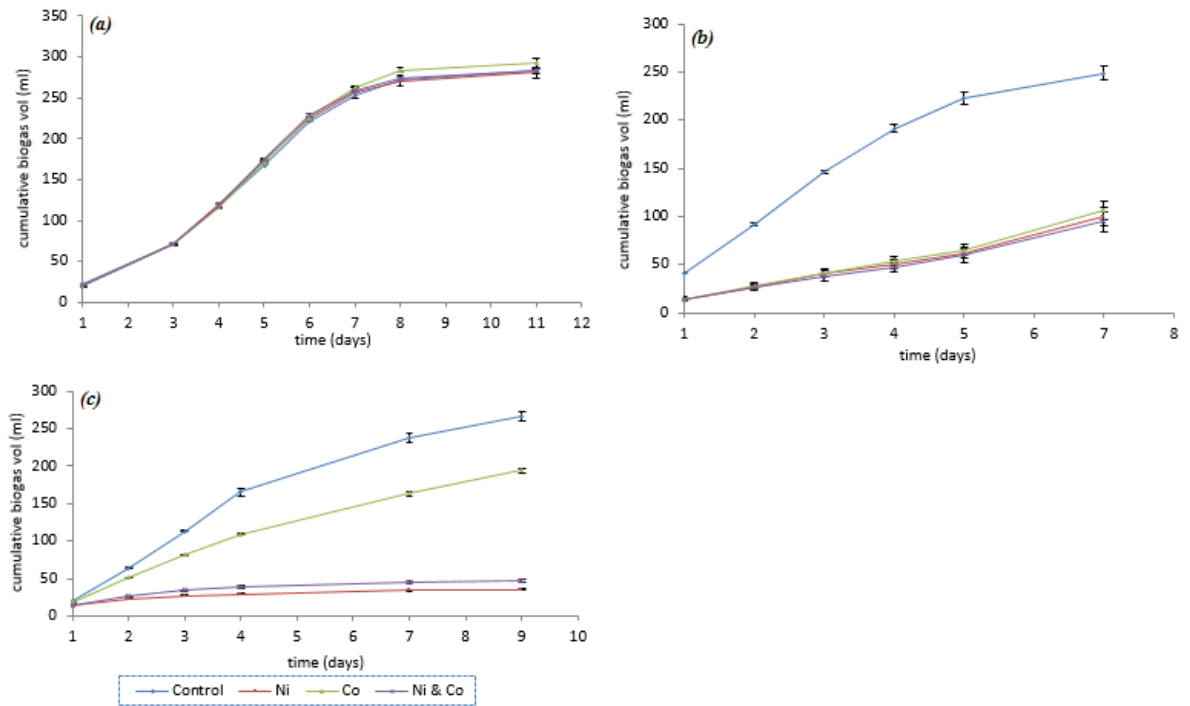 (a)
cumulative biogas vol (ml)
350
300
250
200
150
100
50
0
1 2 3 4 5 6 7 8 9 10 11 12
time (days)
(b)
cumulative biogas vol (ml)
300
250
200
150
100
50
0
1 2 3 4 5 6 7 8
time (days)
(c)
cumulative biogas vol (ml)
300
250
200
150
100
50
0
1 2 3 4 5 6 7 8 9 10
time (days)
Control Ni Co Ni & Co